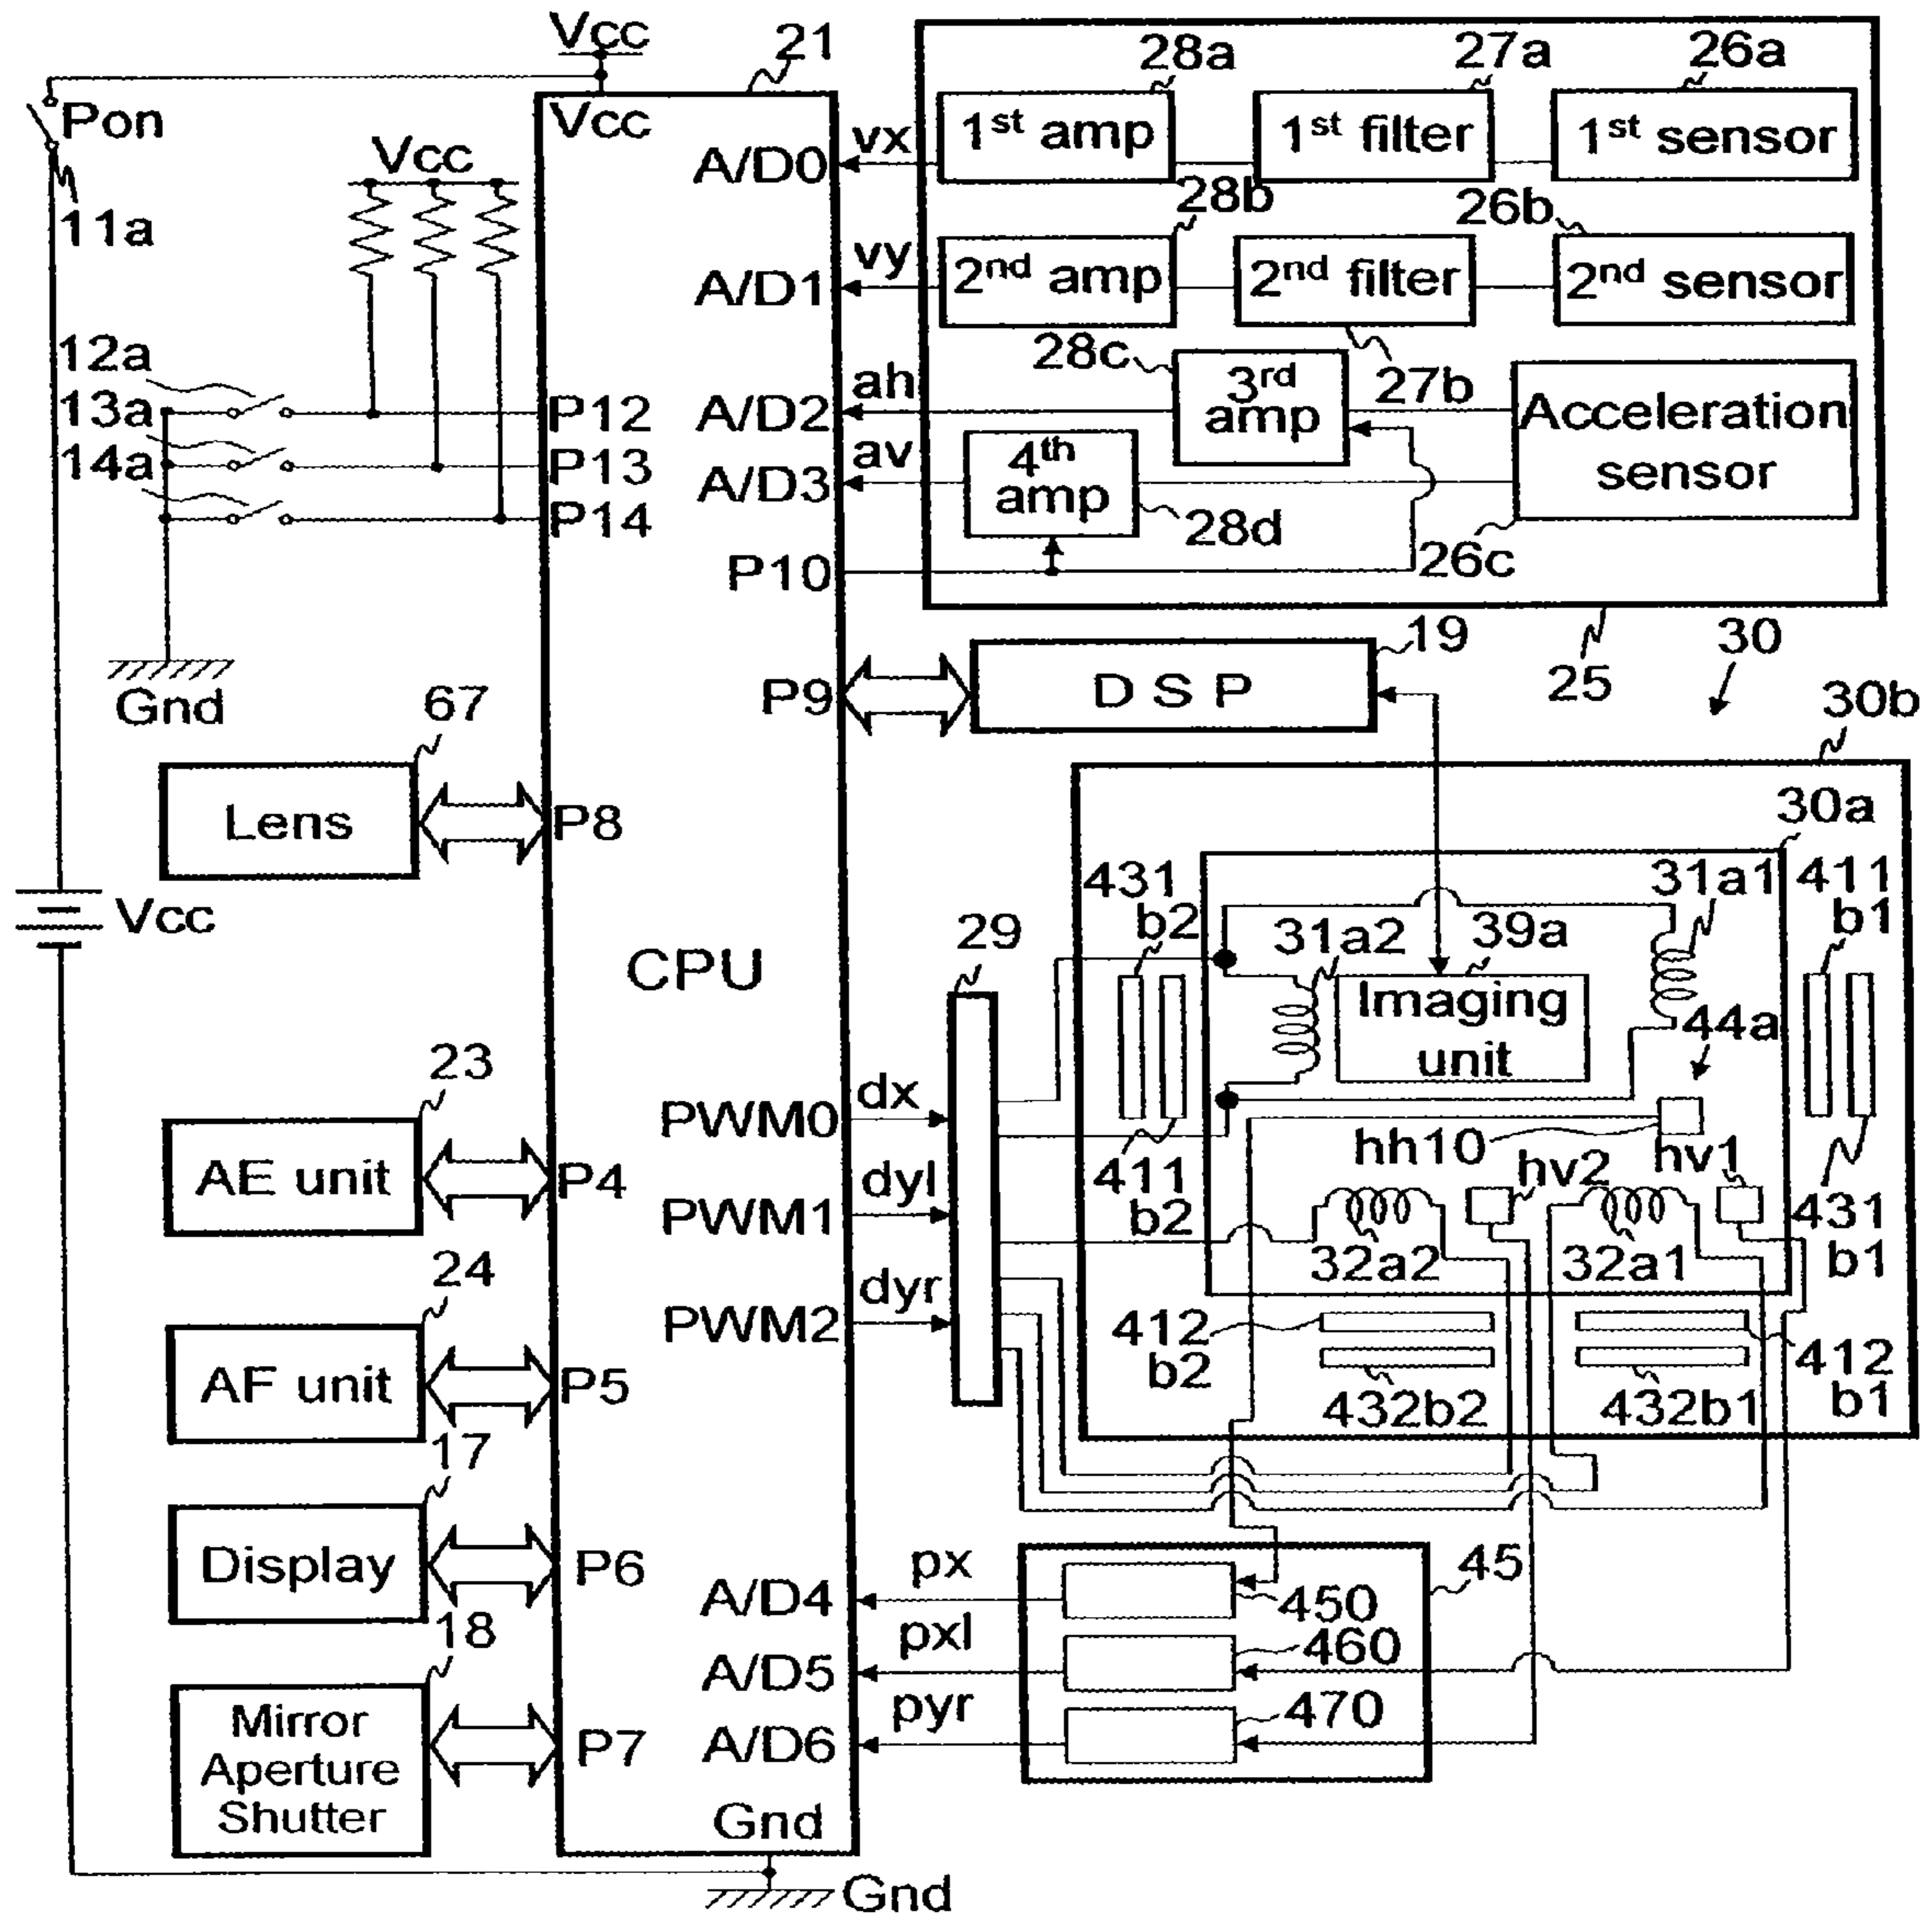 Vcc
21
28a
27a
26a
Pon
Vcc
A/D0
vx
1st amp
1st filter
1st sensor
Vcc
11a
28b
26b
A/D1
vy
2nd amp
2nd filter
2nd sensor
12a
28c
27b
13a
P12
A/D2
ah
3rd
amp
Acceleration
sensor
14a
P13
A/D3
av
4th
amp
28d
P14
P10
26c
Gnd
19
25
30
P9
DSP
67
30b
Lens
P8
30a
Vcc
CPU
29
431
b2
31a2
39a
31a1
411
b1
Imaging
unit
44a
23
AE unit
P4
PWM0
dx
411
b2
hh10
hv2
hv1
PWM1
dyl
32a2
32a1
431
b1
24
AF unit
P5
PWM2
dyr
412
b2
432b2
432b1
412
b1
17
Display
P6
A/D4
px
450
45
18
A/D5
pxl
460
Mirror
Aperture
Shutter
P7
A/D6
pyr
470
Gnd
Gnd